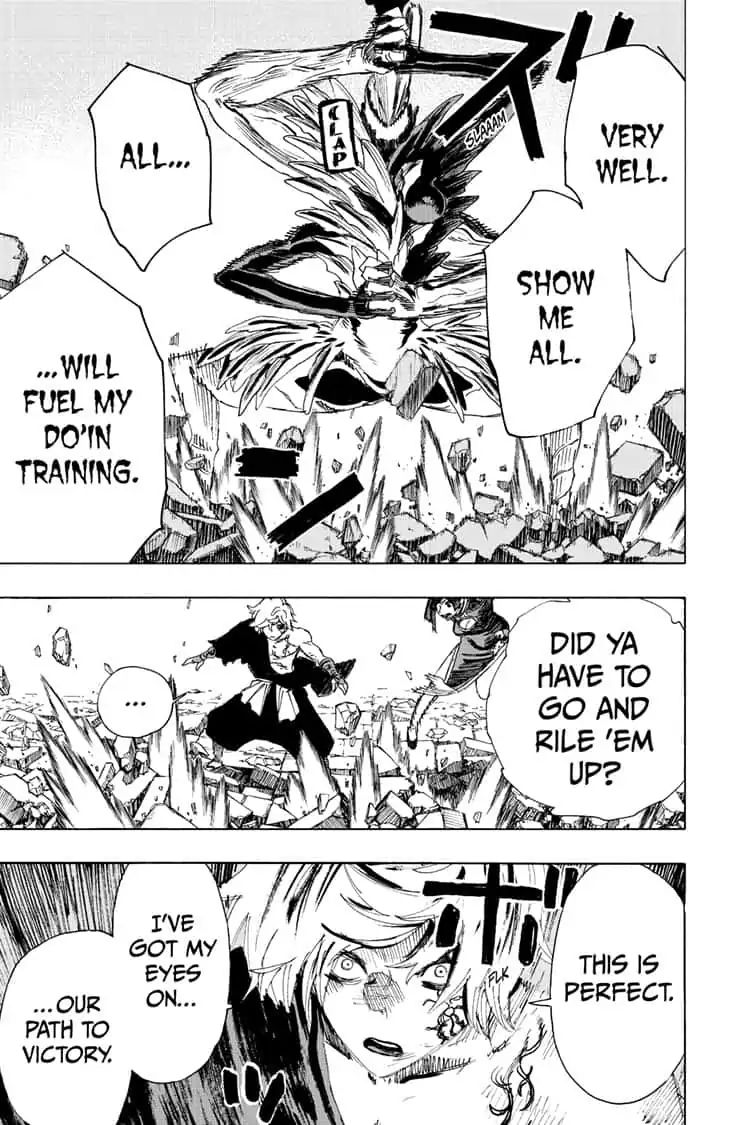 VERY
WELL.
SHOW
ME
ALL.
ズ
SLAAAM
CLAP
ALL...
...WILL
FUEL MY
DO'IN
TRAINING.
DID YA
HAVE TO
GO AND
RILE 'EM
UP?
...
THIS IS
PERFECT.
FLK
I'VE
GOT MY
EYES
ON...
...OUR
PATH TO
VICTORY.